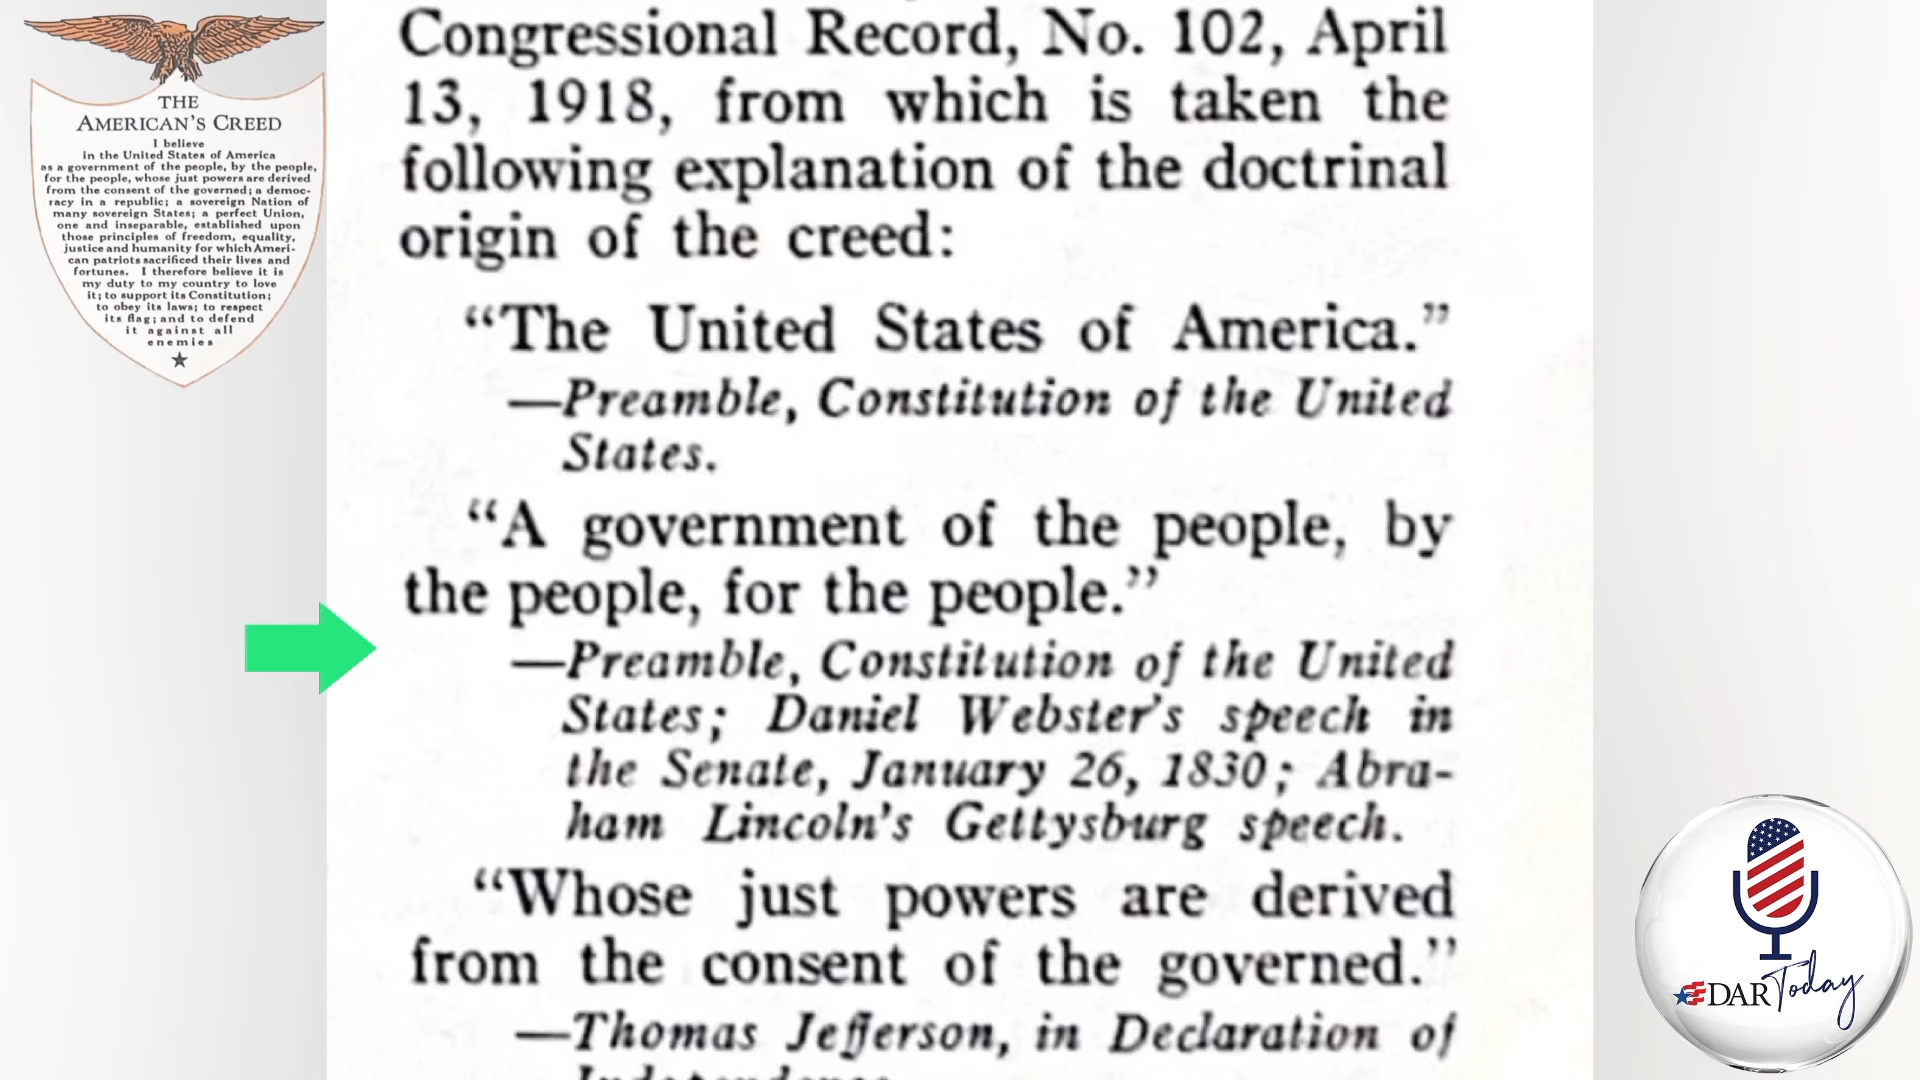 THE
AMERICAN'S CREED
I believe
in the United States of America
as a government of the people, by the people,
for the people, whose just powers are derived
from the consent of the governed; a democ-
racy in a republic; a sovereign Nation of
many sovereign States; a perfect Union,
one and inseparable, established upon
those principles of freedom, equality,
justice and humanity for which Ameri-
can patriots sacrificed their lives and
fortunes. I therefore believe it is
my duty to my country to love
it; to support its Constitution;
to obey its laws; to respect
its flag; and to defend
it against all
enemies
Congressional Record, No. 102, April
13, 1918, from which is taken the
following explanation of the doctrinal
origin of the creed:
“The United States of America.”
—Preamble, Constitution of the United
States.
“A government of the people, by
the people, for the people.”
—Preamble, Constitution of the United
States; Daniel Webster's speech in
the Senate, January 26, 1830; Abra-
ham Lincoln's Gettysburg speech.
“Whose just powers are derived
from the consent of the governed.”
—Thomas Jefferson, in Declaration of
DAR Today